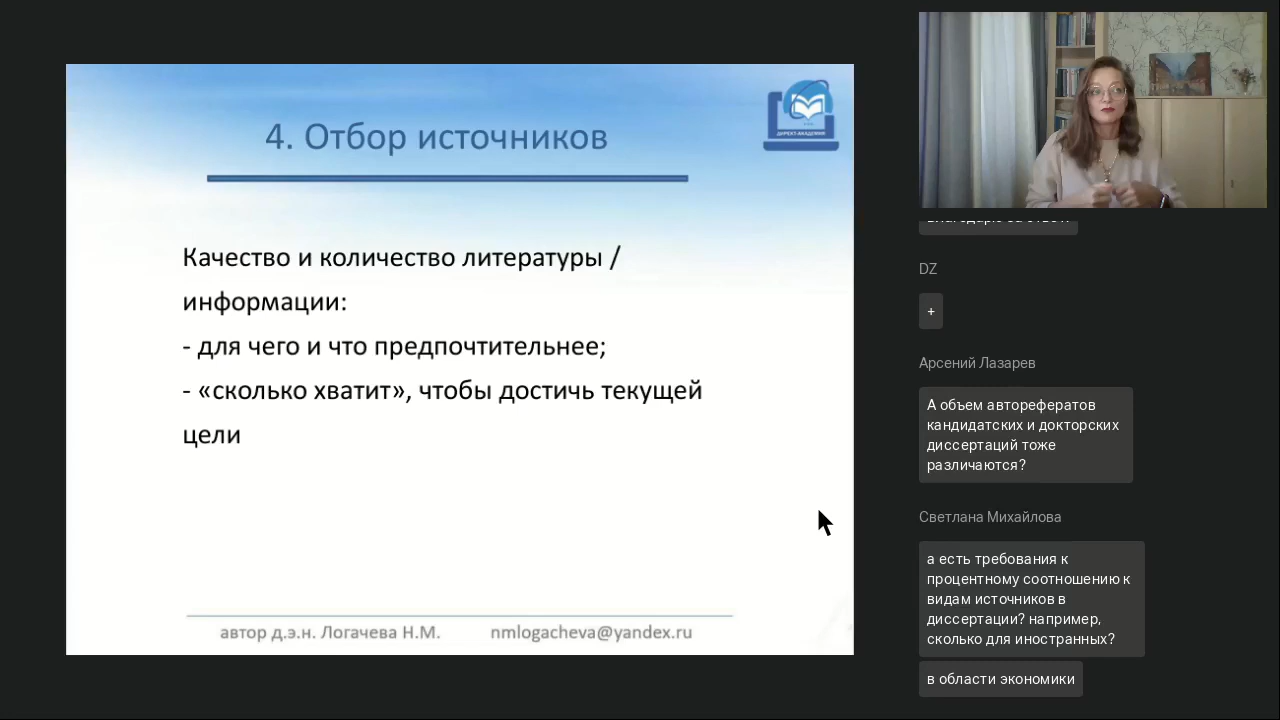 4. Отбор источников
ДИРЕКТ-АКАДЕМИЯ
Качество и количество литературы /
информации:
- для чего и что предпочтительнее;
- «сколько хватит», чтобы достичь текущей
цели
автор д.э.н. Логачева Н.М. nmlogacheva@yandex.ru
DZ
+
Арсений Лазарев
А объем авторефератов
кандидатских и докторских
диссертаций тоже
различаются?
Светлана Михайлова
а есть требования к
процентному соотношению к
видам источников в
диссертации? например,
сколько для иностранных?
в области экономики